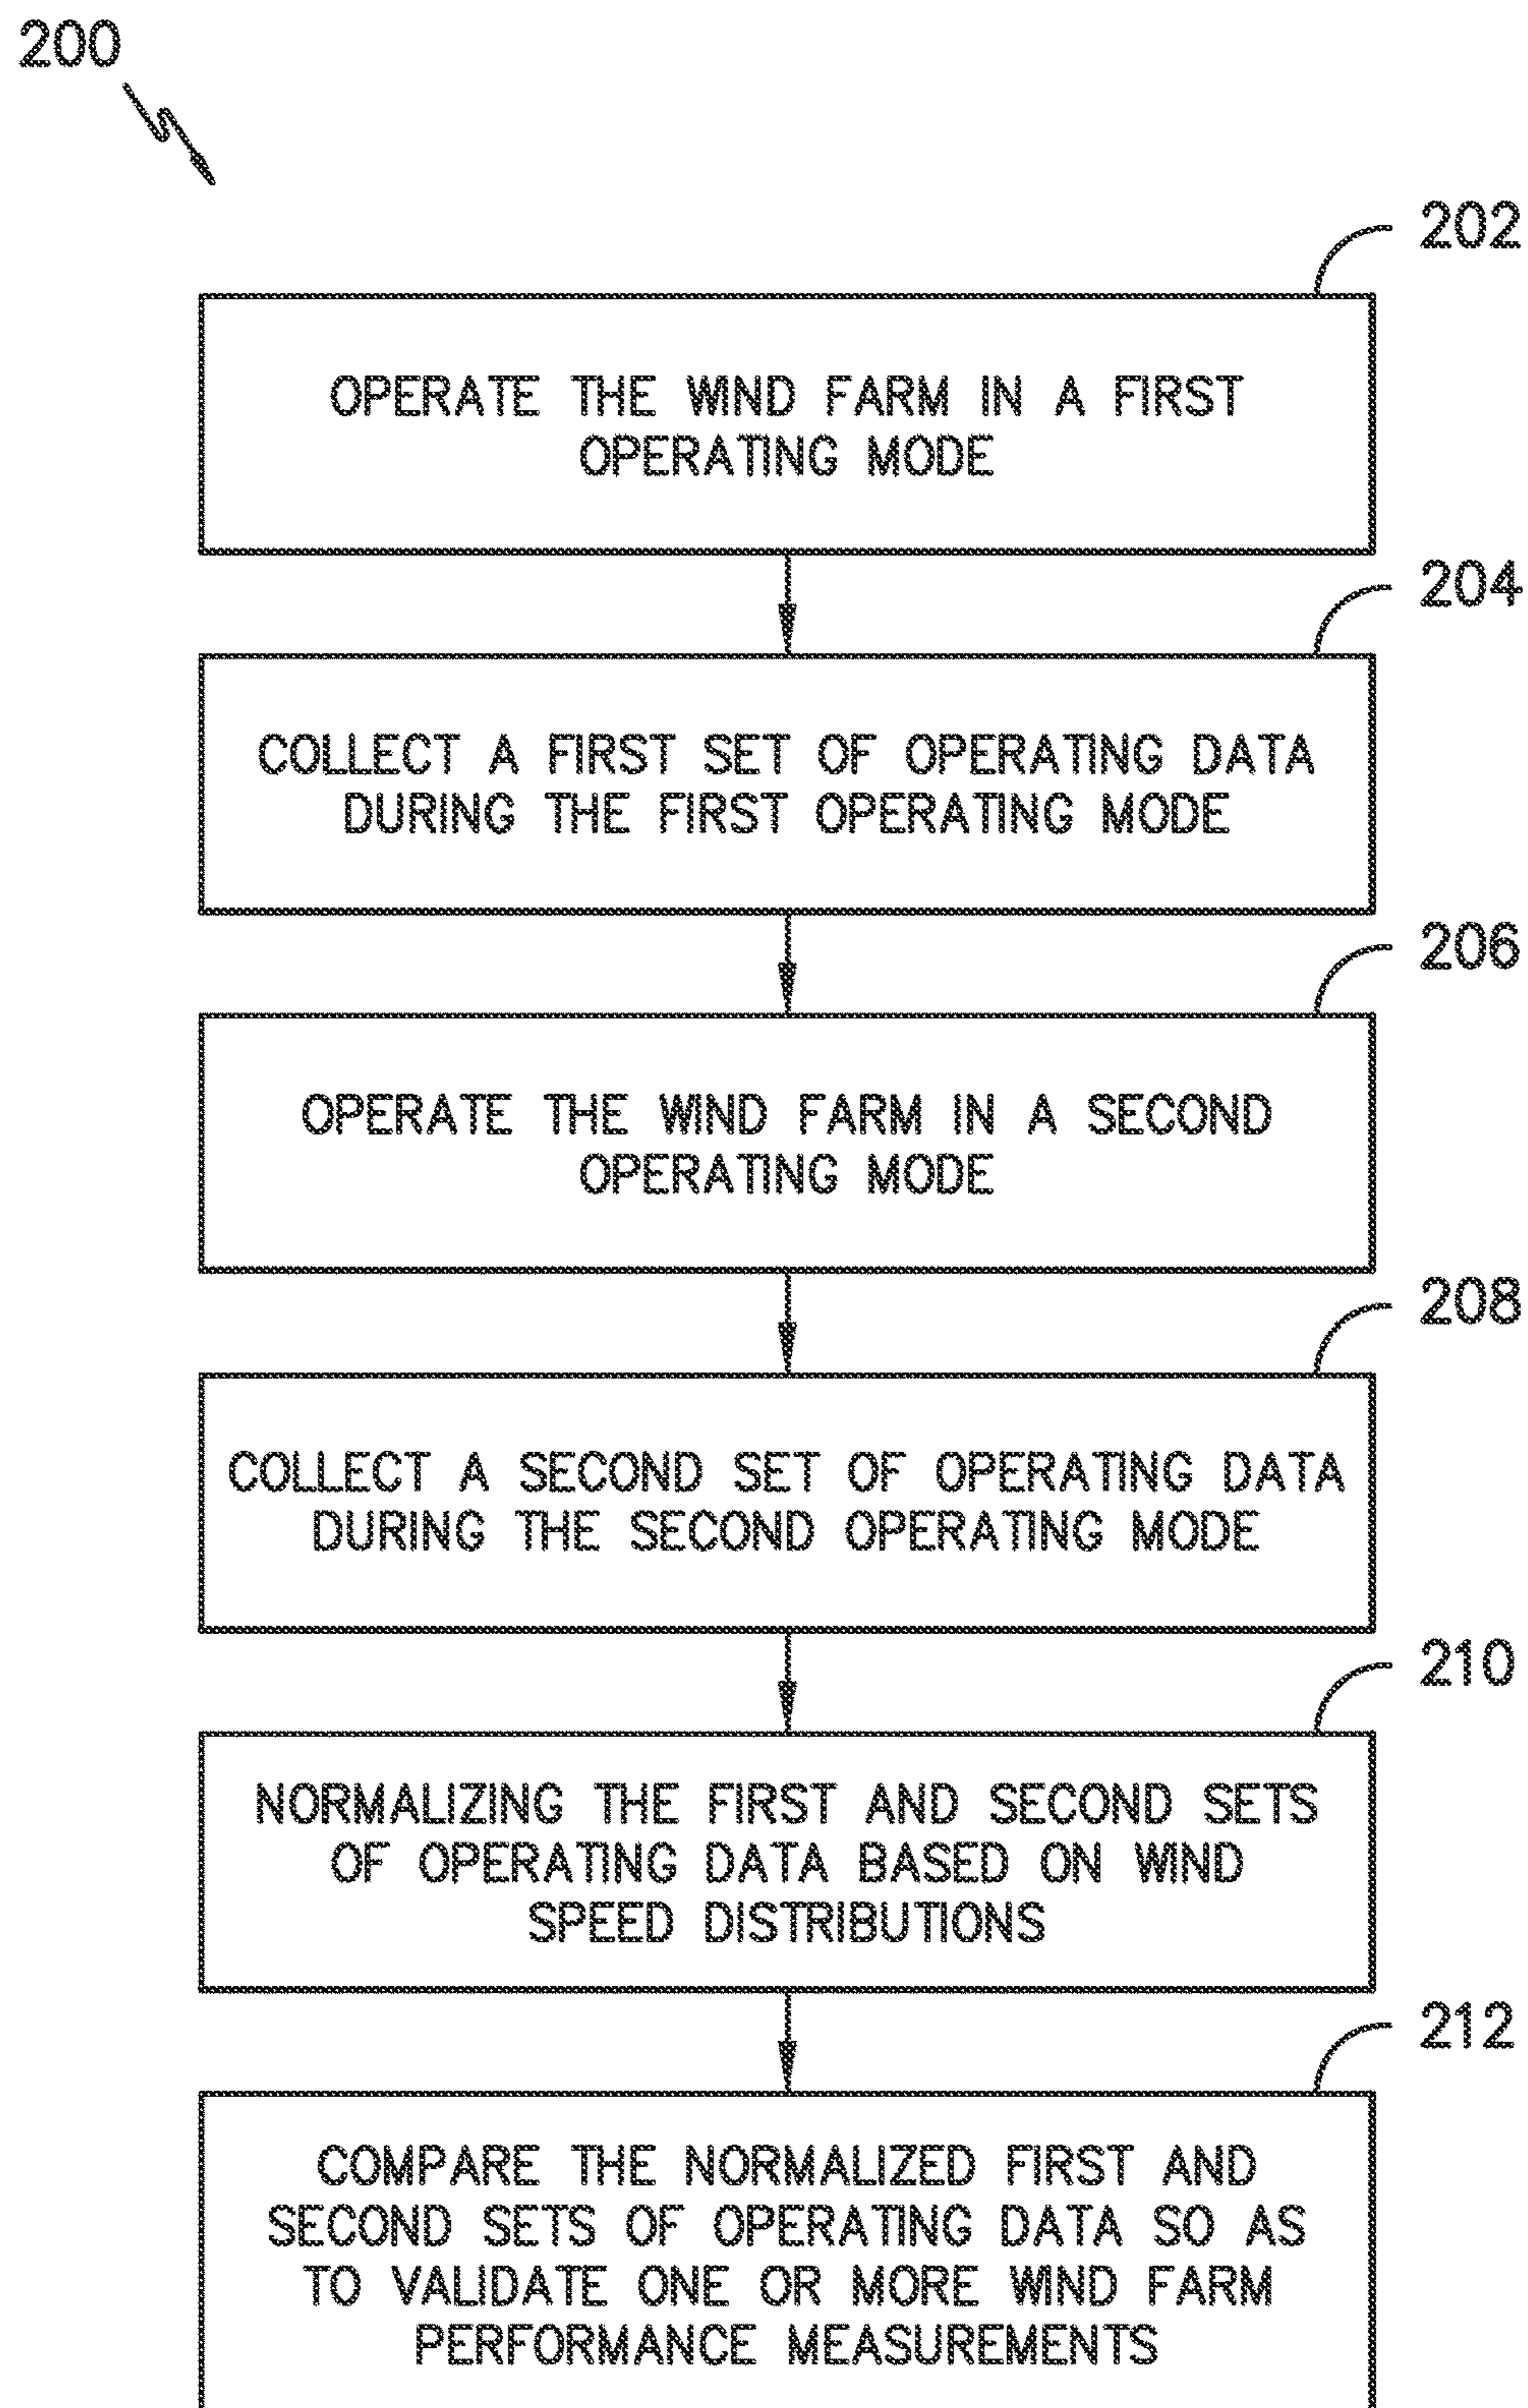 200
202
OPERATE THE WIND FARM IN A FIRST
OPERATING MODE
204
COLLECT A FIRST SET OF OPERATING DATA
DURING THE FIRST OPERATING MODE
206
OPERATE THE WIND FARM IN A SECOND
OPERATING MODE
208
COLLECT A SECOND SET OF OPERATING DATA
DURING THE SECOND OPERATING MODE
210
NORMALIZING THE FIRST AND SECOND SETS
OF OPERATING DATA BASED ON WIND
SPEED DISTRIBUTIONS
212
COMPARE THE NORMALIZED FIRST AND
SECOND SETS OF OPERATING DATA SO AS
TO VALIDATE ONE OR MORE WIND FARM
PERFORMANCE MEASUREMENTS